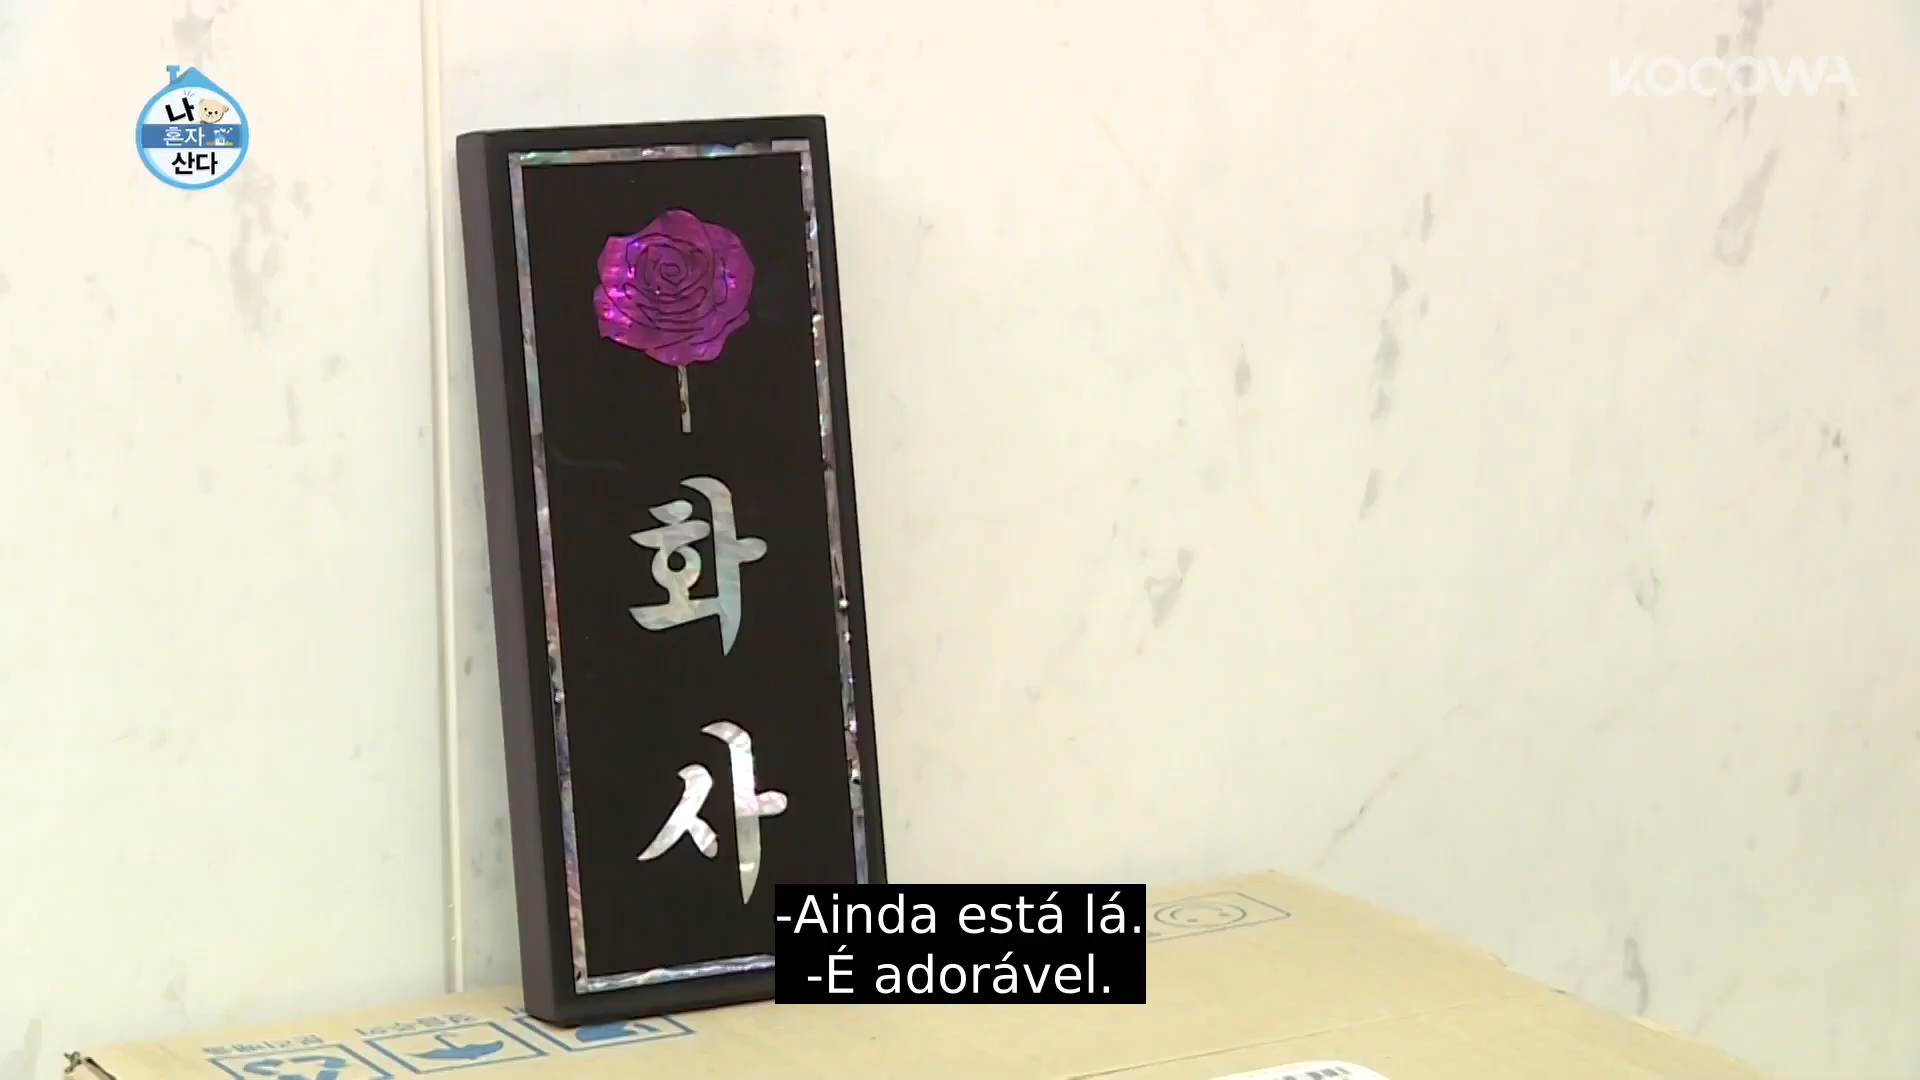 나
혼자
산다
KOCOWA
화
사
-Ainda está lá.
-É adorável.